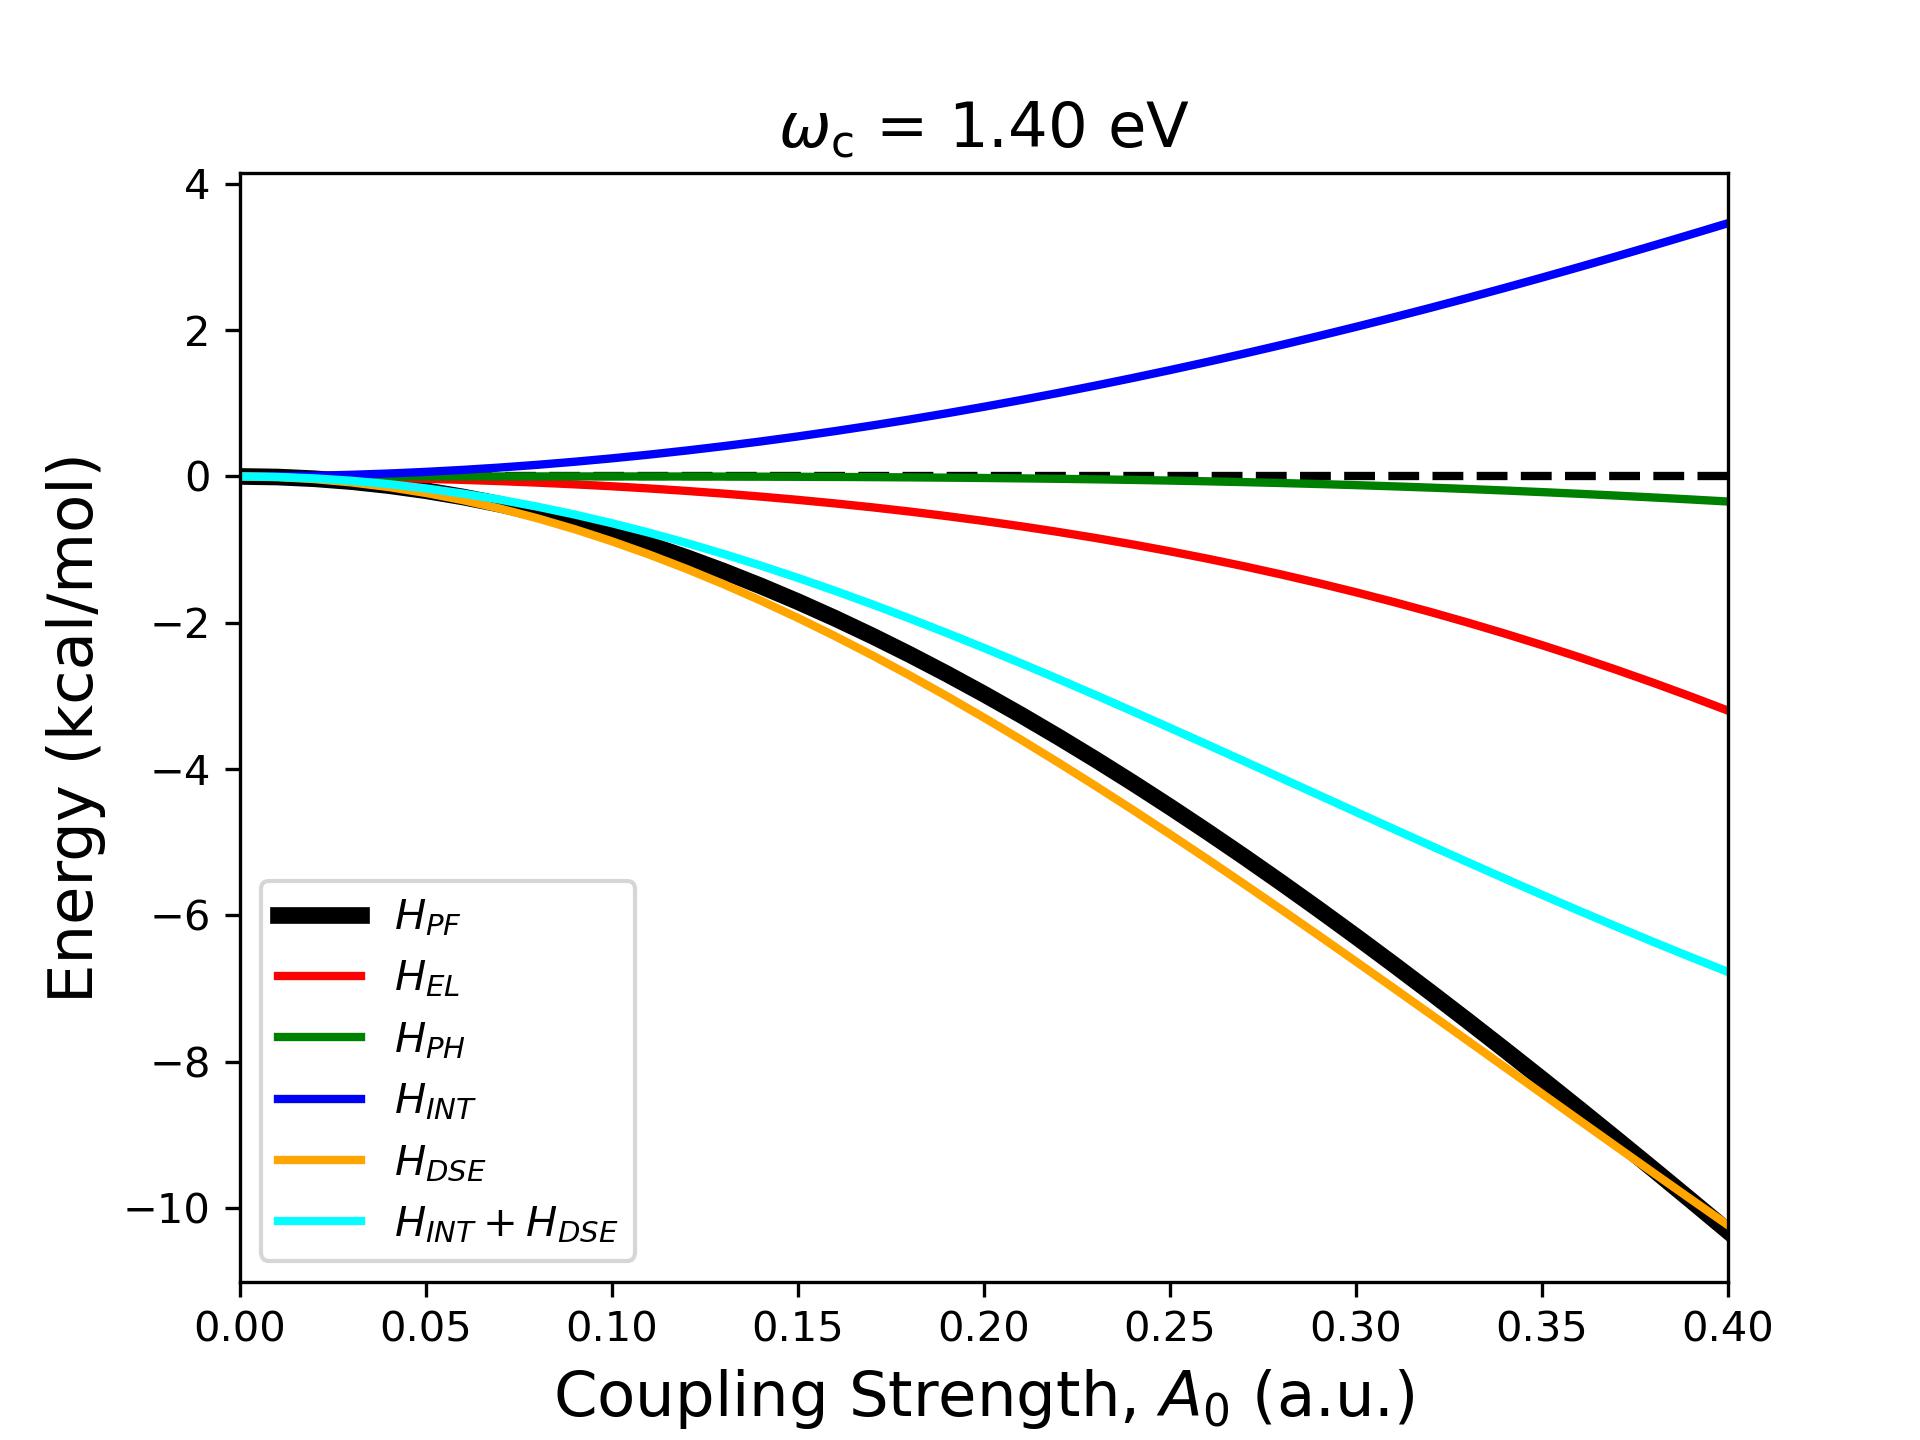 ω_c = 1.40 eV
4
2
0
−2
−4
−6
−8
−10
Energy (kcal/mol)
H_PF
H_EL
H_PH
H_INT
H_DSE
H_INT + H_DSE
0.00 0.05 0.10 0.15 0.20 0.25 0.30 0.35 0.40
Coupling Strength, A_0 (a.u.)